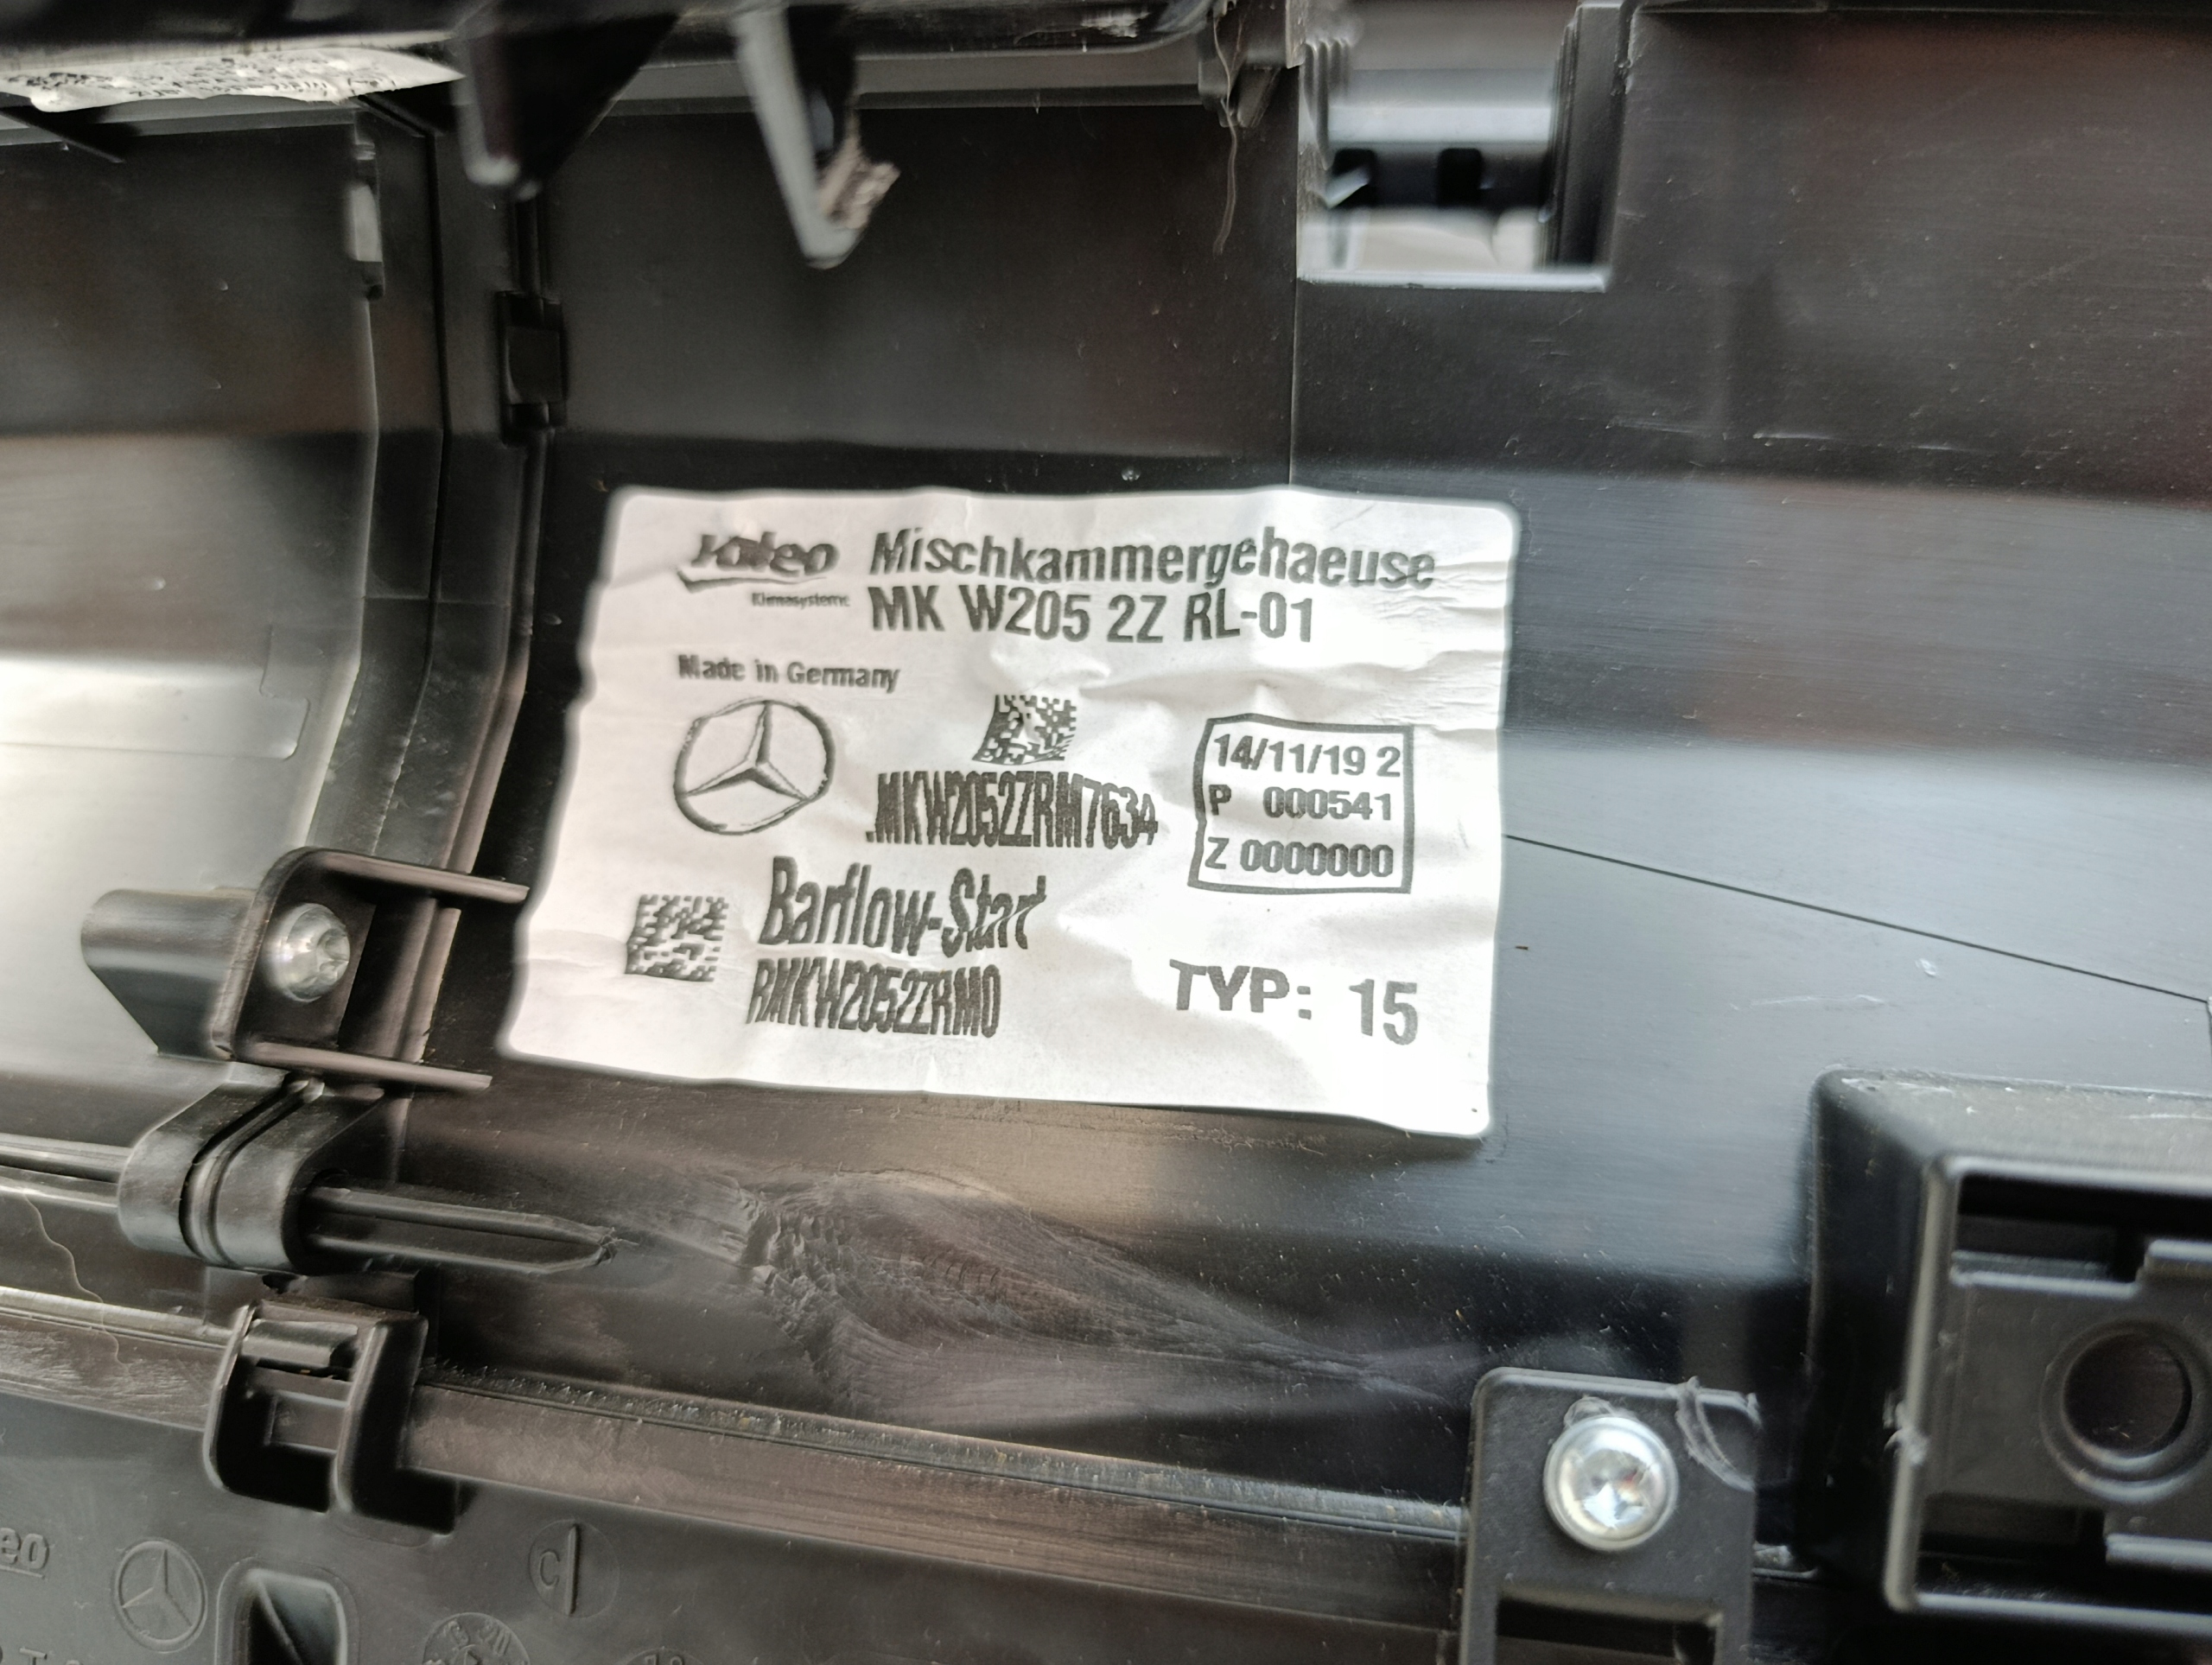 Valeo
Klimasysteme
Mischkammergehaeuse
MK W205 2Z RL-01
Made in Germany
.MKW2052ZRM7634
14/11/19 2
P 000541
Z 0000000
Barflow-Start
RMKW2052ZRM0
TYP: 15
eo
C